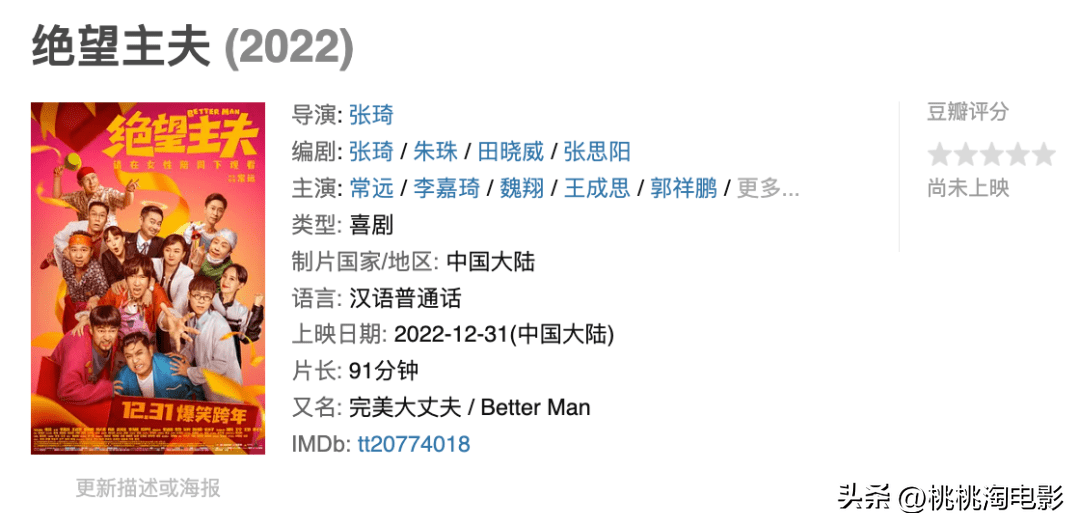 绝望主夫 (2022)
BETTER MAN
绝望主夫
请在女性陪同下观看
常远
12.31 爆笑跨年
更新描述或海报
导演: 张琦
编剧: 张琦 / 朱珠 / 田晓威 / 张思阳
主演: 常远 / 李嘉琦 / 魏翔 / 王成思 / 郭祥鹏 / 更多...
类型: 喜剧
制片国家/地区: 中国大陆
语言: 汉语普通话
上映日期: 2022-12-31(中国大陆)
片长: 91分钟
又名: 完美大丈夫 / Better Man
IMDb: tt20774018
豆瓣评分
尚未上映
头条 @桃桃淘电影